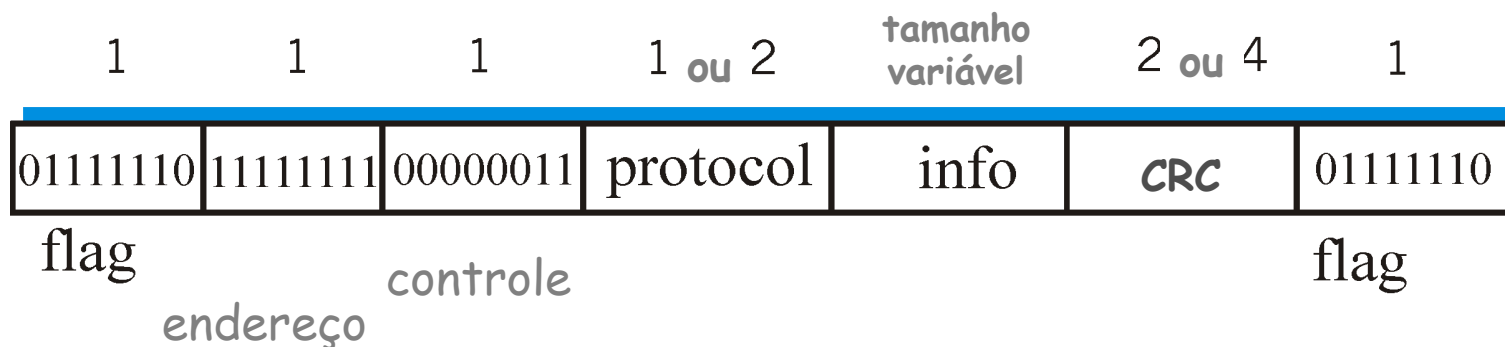 1 1 1 1 ou 2 tamanho variável 2 ou 4 1
01111110 11111111 00000011 protocol info CRC 01111110
flag controle flag
endereço